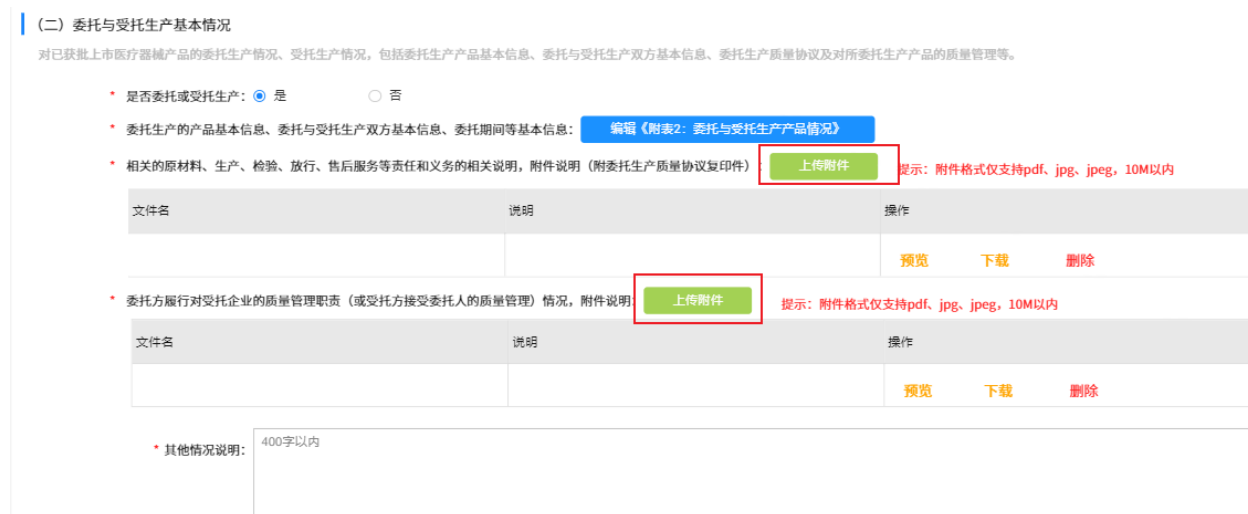 （二）委托与受托生产基本情况
对已获批上市医疗器械产品的委托生产情况、受托生产情况，包括委托生产产品基本信息、委托与受托生产双方基本信息、委托生产质量协议及对所委托生产产品的质量管理等。
* 是否委托或受托生产： 是 否
* 委托生产的产品基本信息、委托与受托生产双方基本信息、委托期间等基本信息： 编辑《附表2：委托与受托生产产品情况》
* 相关的原材料、生产、检验、放行、售后服务等责任和义务的相关说明，附件说明（附委托生产质量协议复印件）： 上传附件 提示：附件格式仅支持pdf、jpg、jpeg，10M以内
文件名 说明 操作
预览 下载 删除
* 委托方履行对受托企业的质量管理职责（或受托方接受委托人的质量管理）情况，附件说明： 上传附件 提示：附件格式仅支持pdf、jpg、jpeg，10M以内
文件名 说明 操作
预览 下载 删除
* 其他情况说明： 400字以内